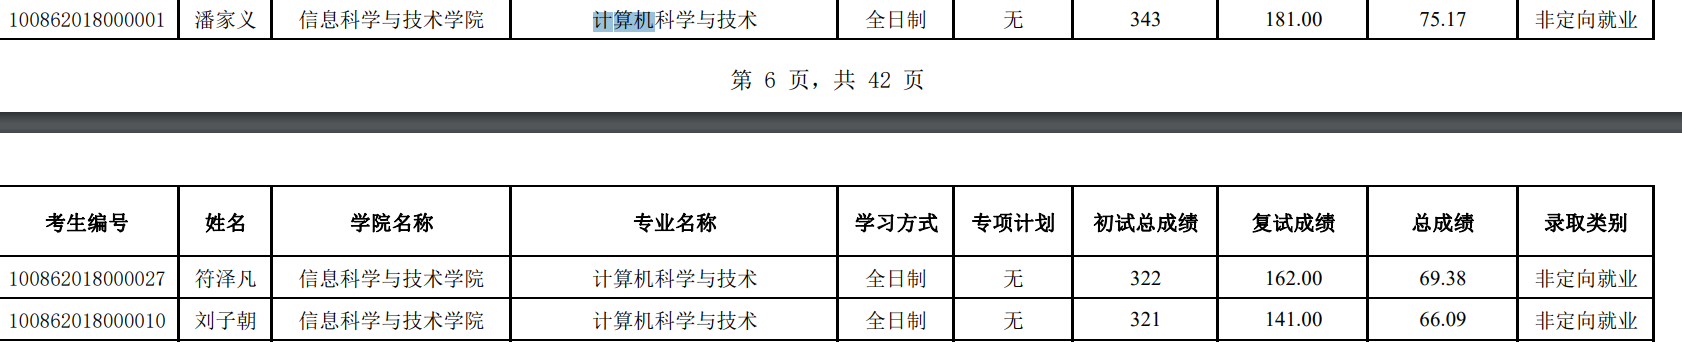 100862018000001 潘家义 信息科学与技术学院 计算机科学与技术 全日制 无 343 181.00 75.17 非定向就业
第 6 页，共 42 页
考生编号 姓名 学院名称 专业名称 学习方式 专项计划 初试总成绩 复试成绩 总成绩 录取类别
100862018000027 符泽凡 信息科学与技术学院 计算机科学与技术 全日制 无 322 162.00 69.38 非定向就业
100862018000010 刘子朝 信息科学与技术学院 计算机科学与技术 全日制 无 321 141.00 66.09 非定向就业